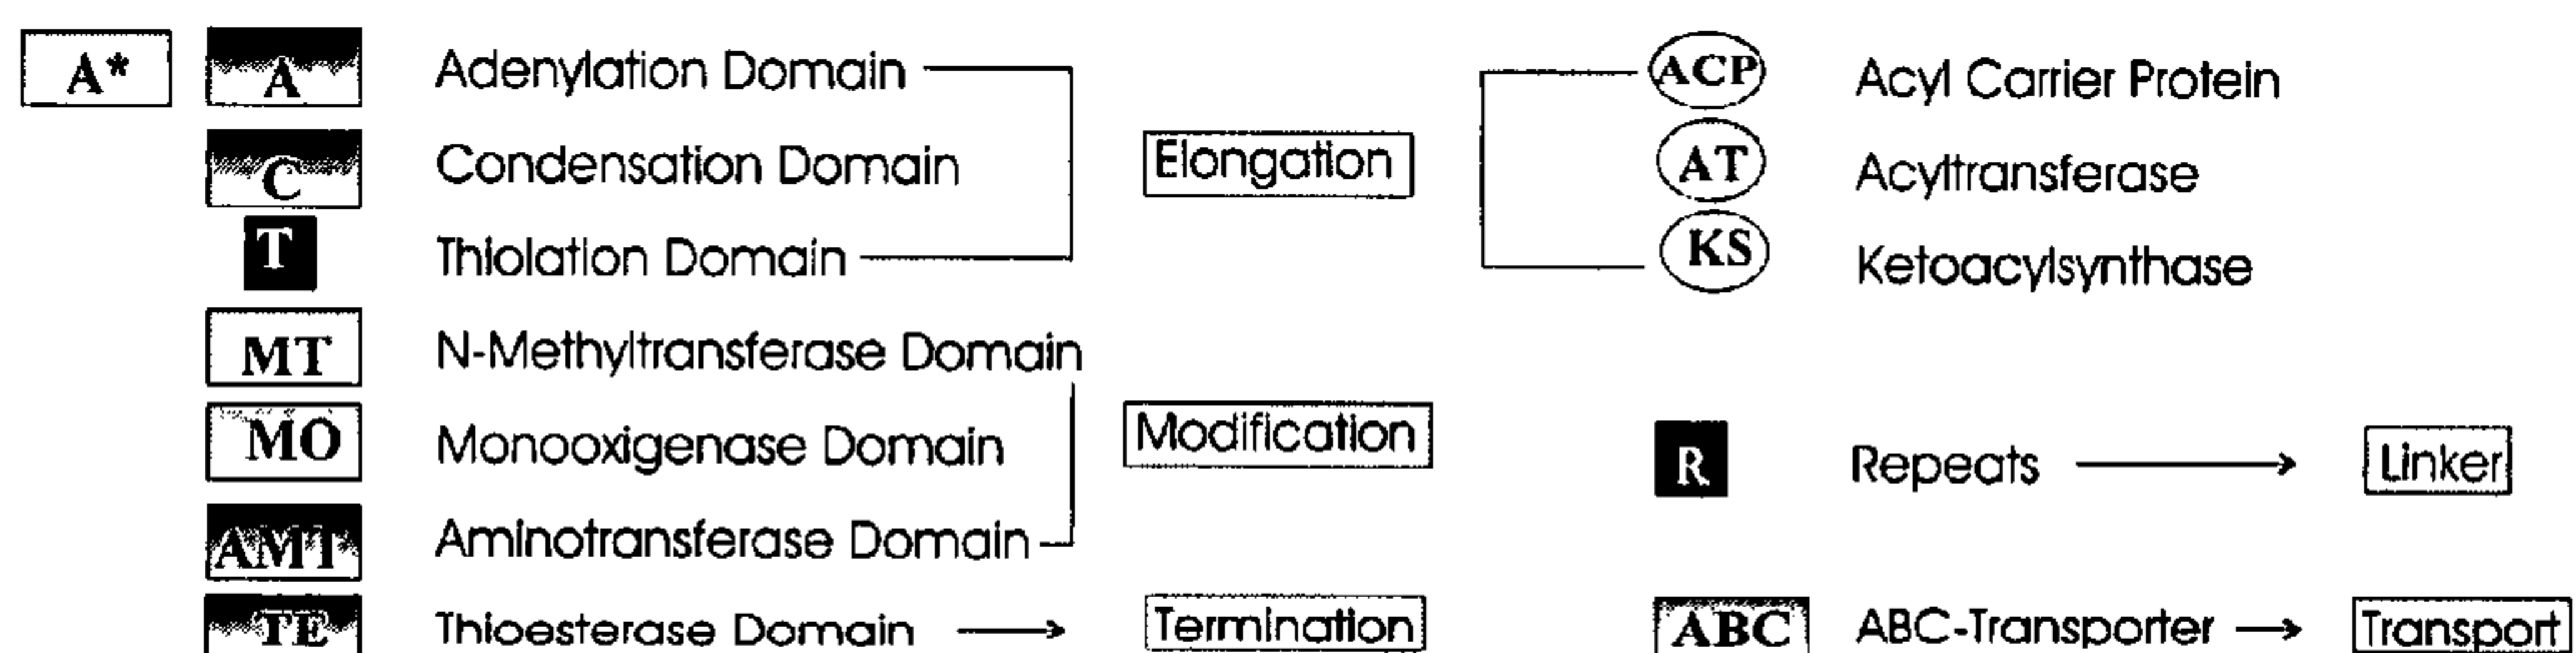 A* A Adenylation Domain ACP Acyl Carrier Protein
C Condensation Domain Elongation AT Acyltransferase
T Thiolation Domain KS Ketoacylsynthase
MT N-Methyltransferase Domain
MO Monooxigenase Domain Modification R Repeats Linker
AMT Aminotransferase Domain
TE Thioesterase Domain Termination ABC ABC-Transporter Transport